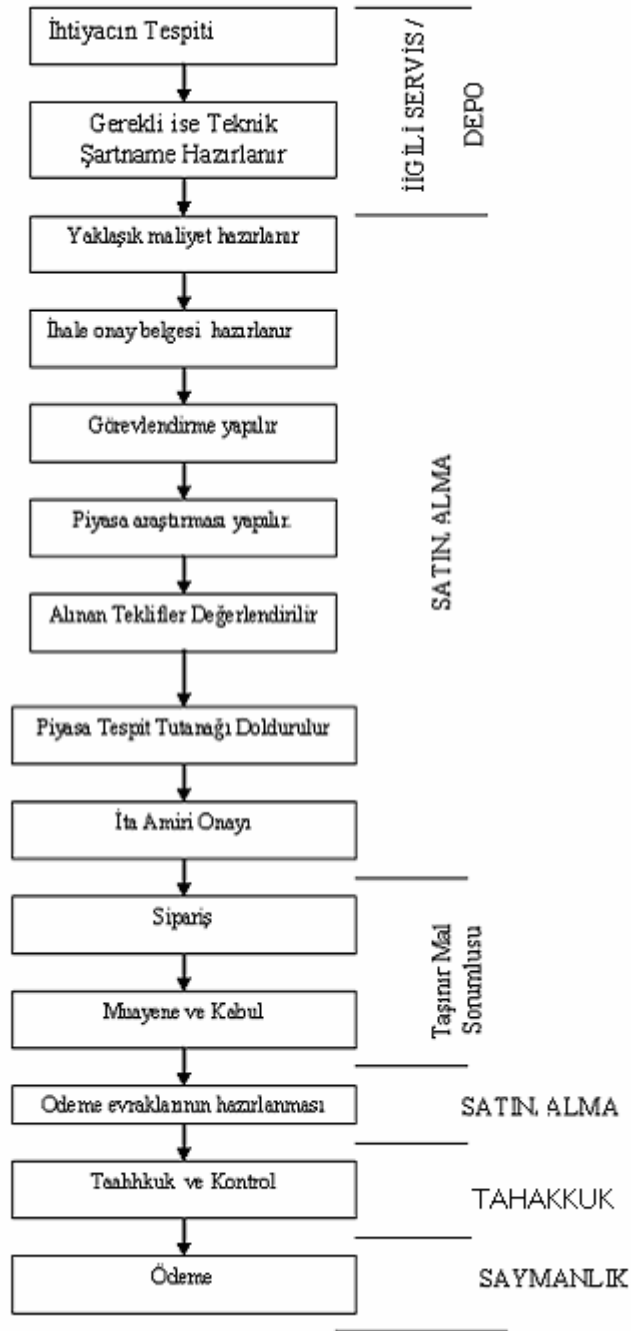 İhtiyacın Tespiti
Gerekli ise Teknik
Şartname Hazırlanır
İİGİLİ SERVİS /
DEPO
Yaklaşık maliyet hazırlanır
İhale onay belgesi hazırlanır
Görevlendirme yapılır
Piyasa araştırması yapılır.
Alınan Teklifler Değerlendirilir
Piyasa Tespit Tutanağı Doldurulur
İta Amiri Onayı
SATIN. ALMA
Sipariş
Muayene ve Kabul
Taşınır Mal
Sorumlusu
Odeme evraklarının hazırlanması
SATIN. ALMA
Taahhkuk ve Kontrol
TAHAKKUK
Ödeme
SAYMANLIK